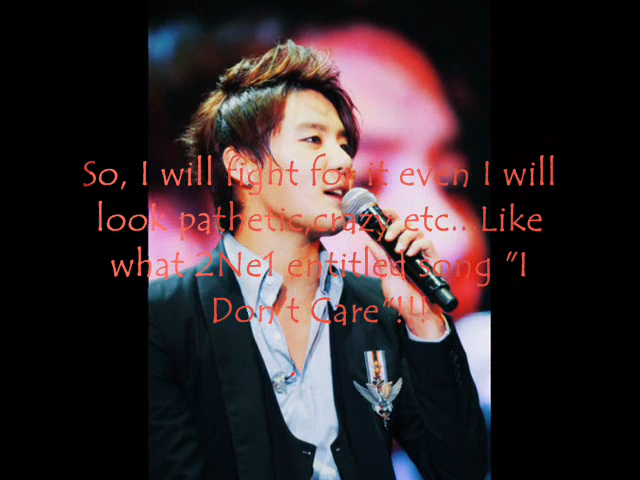 So, I will fight for it even I will
look pathetic,crazy etc.. Like
what 2Ne1 entitled song "I
Don't Care"!!!